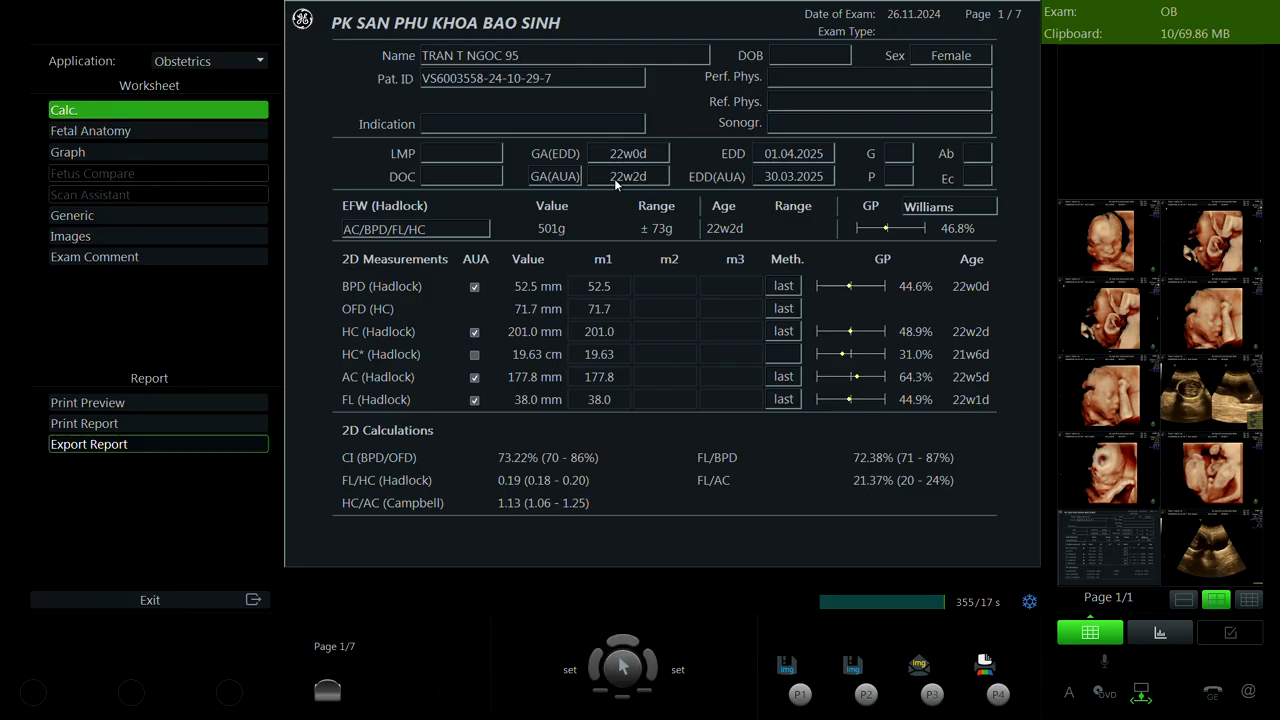 PK SAN PHU KHOA BAO SINH
Date of Exam: 26.11.2024 Page 1 / 7
Exam Type:
Exam: OB
Clipboard: 10/69.86 MB
Application: Obstetrics
Worksheet
Calc.
Fetal Anatomy
Graph
Fetus Compare
Scan Assistant
Generic
Images
Exam Comment
Report
Print Preview
Print Report
Export Report
Exit
Name TRAN T NGOC 95 DOB Sex Female
Pat. ID VS6003558-24-10-29-7 Perf. Phys.
Ref. Phys.
Indication Sonogr.
LMP GA(EDD) 22w0d EDD 01.04.2025 G Ab
DOC GA(AUA) 22w2d EDD(AUA) 30.03.2025 P Ec
EFW (Hadlock) Value Range Age Range GP Williams
AC/BPD/FL/HC 501g ± 73g 22w2d 46.8%
2D Measurements AUA Value m1 m2 m3 Meth. GP Age
BPD (Hadlock) 52.5 mm 52.5 last 44.6% 22w0d
OFD (HC) 71.7 mm 71.7 last
HC (Hadlock) 201.0 mm 201.0 last 48.9% 22w2d
HC* (Hadlock) 19.63 cm 19.63 31.0% 21w6d
AC (Hadlock) 177.8 mm 177.8 last 64.3% 22w5d
FL (Hadlock) 38.0 mm 38.0 last 44.9% 22w1d
2D Calculations
CI (BPD/OFD) 73.22% (70 - 86%) FL/BPD 72.38% (71 - 87%)
FL/HC (Hadlock) 0.19 (0.18 - 0.20) FL/AC 21.37% (20 - 24%)
HC/AC (Campbell) 1.13 (1.06 - 1.25)
355/17 s
Page 1/1
Page 1/7
set set
Img Img Img
P1 P2 P3 P4
A DVD GE @